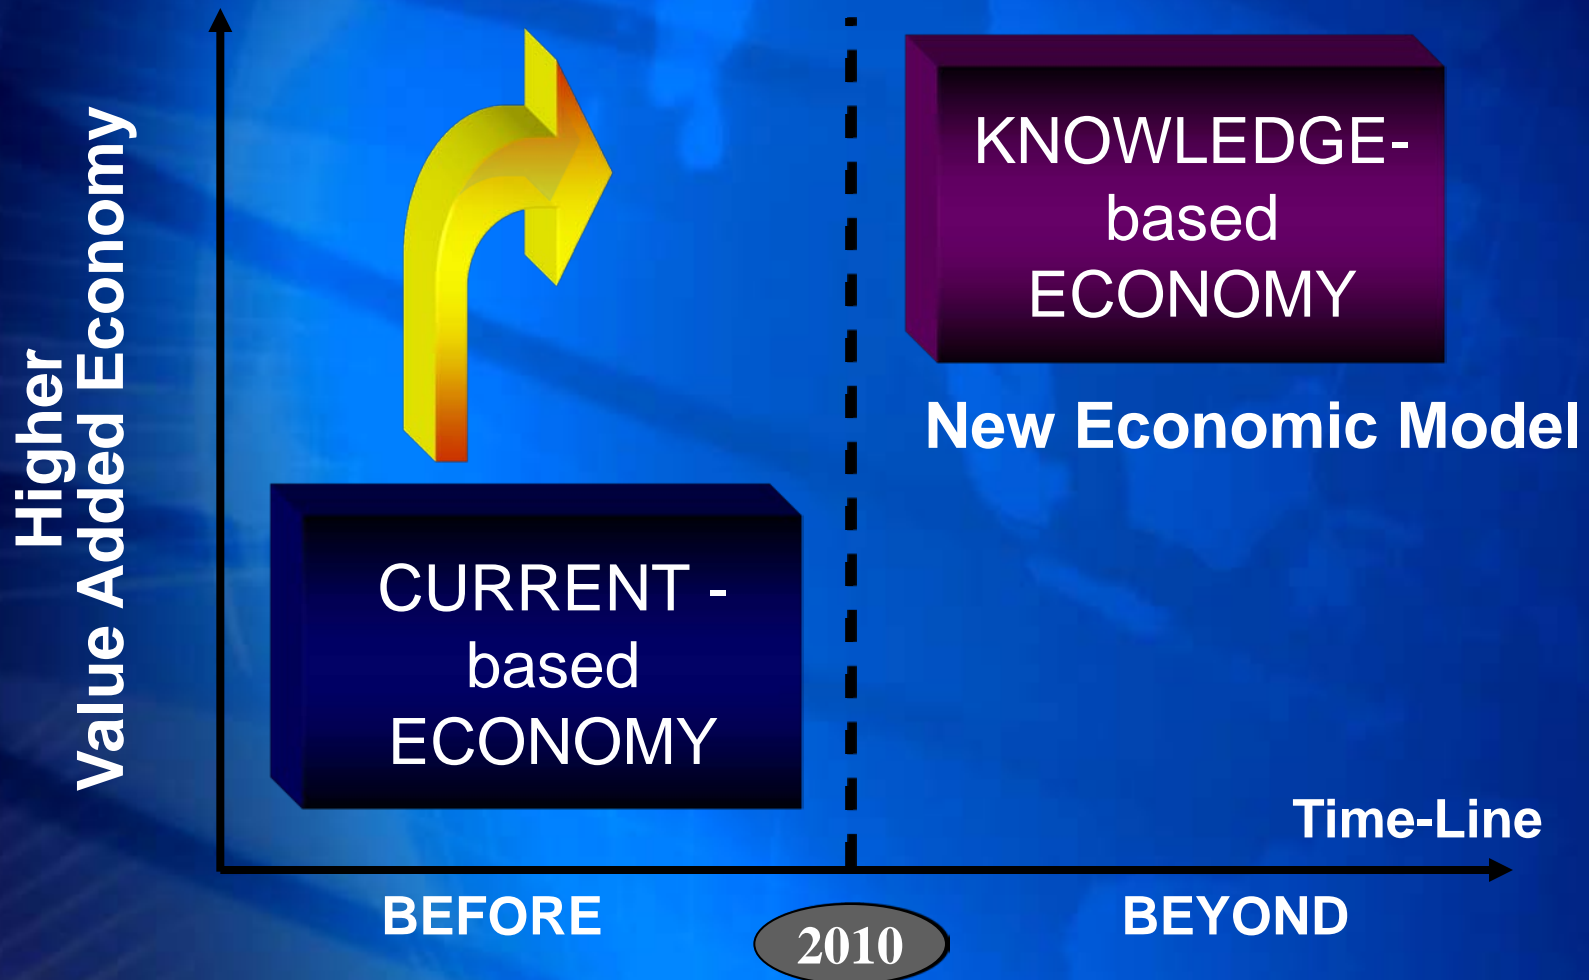 Higher
Value Added Economy
KNOWLEDGE-
based
ECONOMY
New Economic Model
CURRENT -
based
ECONOMY
Time-Line
BEFORE
2010
BEYOND